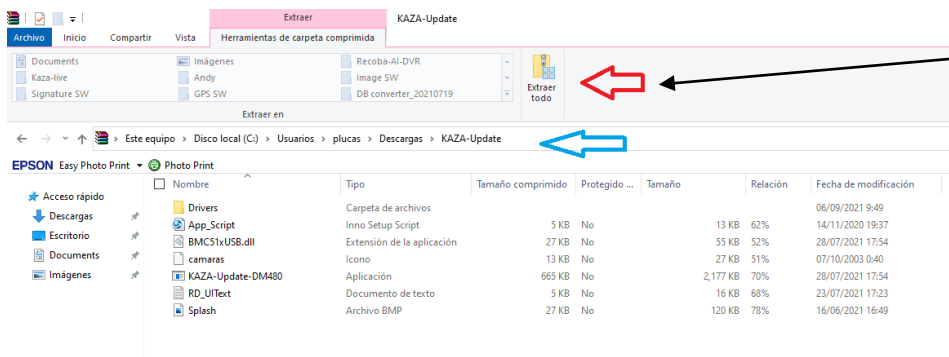 Extraer KAZA-Update
Archivo Inicio Compartir Vista Herramientas de carpeta comprimida
Documents Imágenes Recoba-AI-DVR
Kaza-live Andy Image SW
Signature SW GPS SW DB converter_20210719
Extraer todo
Extraer en
Este equipo > Disco local (C:) > Usuarios > plucas > Descargas > KAZA-Update
EPSON Easy Photo Print Photo Print
Nombre Tipo Tamaño comprimido Protegido ... Tamaño Relación Fecha de modificación
Acceso rápido
Descargas
Escritorio
Documents
Imágenes
Drivers Carpeta de archivos 06/09/2021 9:49
App_Script Inno Setup Script 5 KB No 13 KB 62% 14/11/2020 19:37
BMC51xUSB.dll Extensión de la aplicación 27 KB No 55 KB 52% 28/07/2021 17:54
camaras Icono 13 KB No 27 KB 51% 07/10/2003 0:40
KAZA-Update-DM480 Aplicación 665 KB No 2,177 KB 70% 28/07/2021 17:54
RD_UIText Documento de texto 5 KB No 16 KB 68% 23/07/2021 17:23
Splash Archivo BMP 27 KB No 120 KB 78% 16/06/2021 16:49